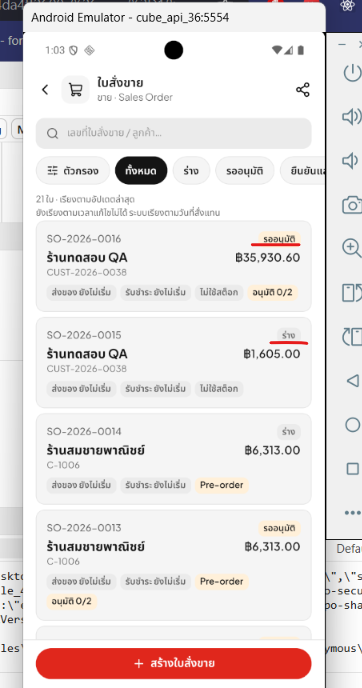 4da4
- for
Android Emulator - cube_api_36:5554
1:03
ใบสั่งขาย
ขาย · Sales Order
เลขที่ใบสั่งขาย / ลูกค้า...
ตัวกรอง ทั้งหมด ร่าง รออนุมัติ ยืนยันแล
21 ใบ · เรียงตามอัปเดตล่าสุด
ยังเรียงตามเวลาแก้ไขไม่ได้ ระบบเรียงตามวันที่สั่งแทน
SO-2026-0016 รออนุมัติ
ร้านทดสอบ QA ฿35,930.60
CUST-2026-0038
ส่งของ ยังไม่เริ่ม รับชำระ ยังไม่เริ่ม ไม่ใช้สต็อก อนุมัติ 0/2
SO-2026-0015 ร่าง
ร้านทดสอบ QA ฿1,605.00
CUST-2026-0038
ส่งของ ยังไม่เริ่ม รับชำระ ยังไม่เริ่ม ไม่ใช้สต็อก
SO-2026-0014 ร่าง
ร้านสมชายพาณิชย์ ฿6,313.00
C-1006
ส่งของ ยังไม่เริ่ม รับชำระ ยังไม่เริ่ม Pre-order
SO-2026-0013 รออนุมัติ
ร้านสมชายพาณิชย์ ฿6,313.00
C-1006
ส่งของ ยังไม่เริ่ม รับชำระ ยังไม่เริ่ม Pre-order
อนุมัติ 0/2
+ สร้างใบสั่งขาย
Defau